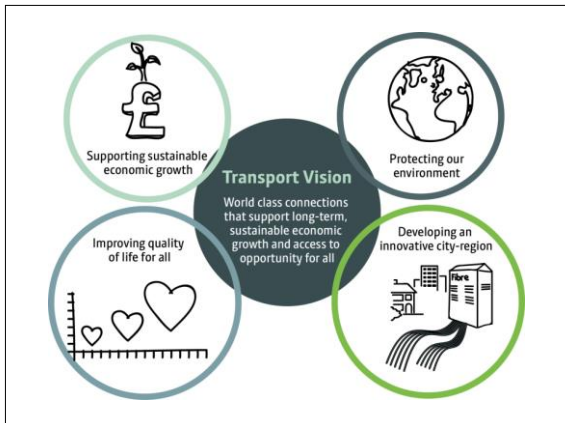 Supporting sustainable
economic growth
Protecting our
environment
Transport Vision
World class connections
that support long-term,
sustainable economic
growth and access to
opportunity for all
Improving quality
of life for all
Developing an
innovative city-region
Fibre